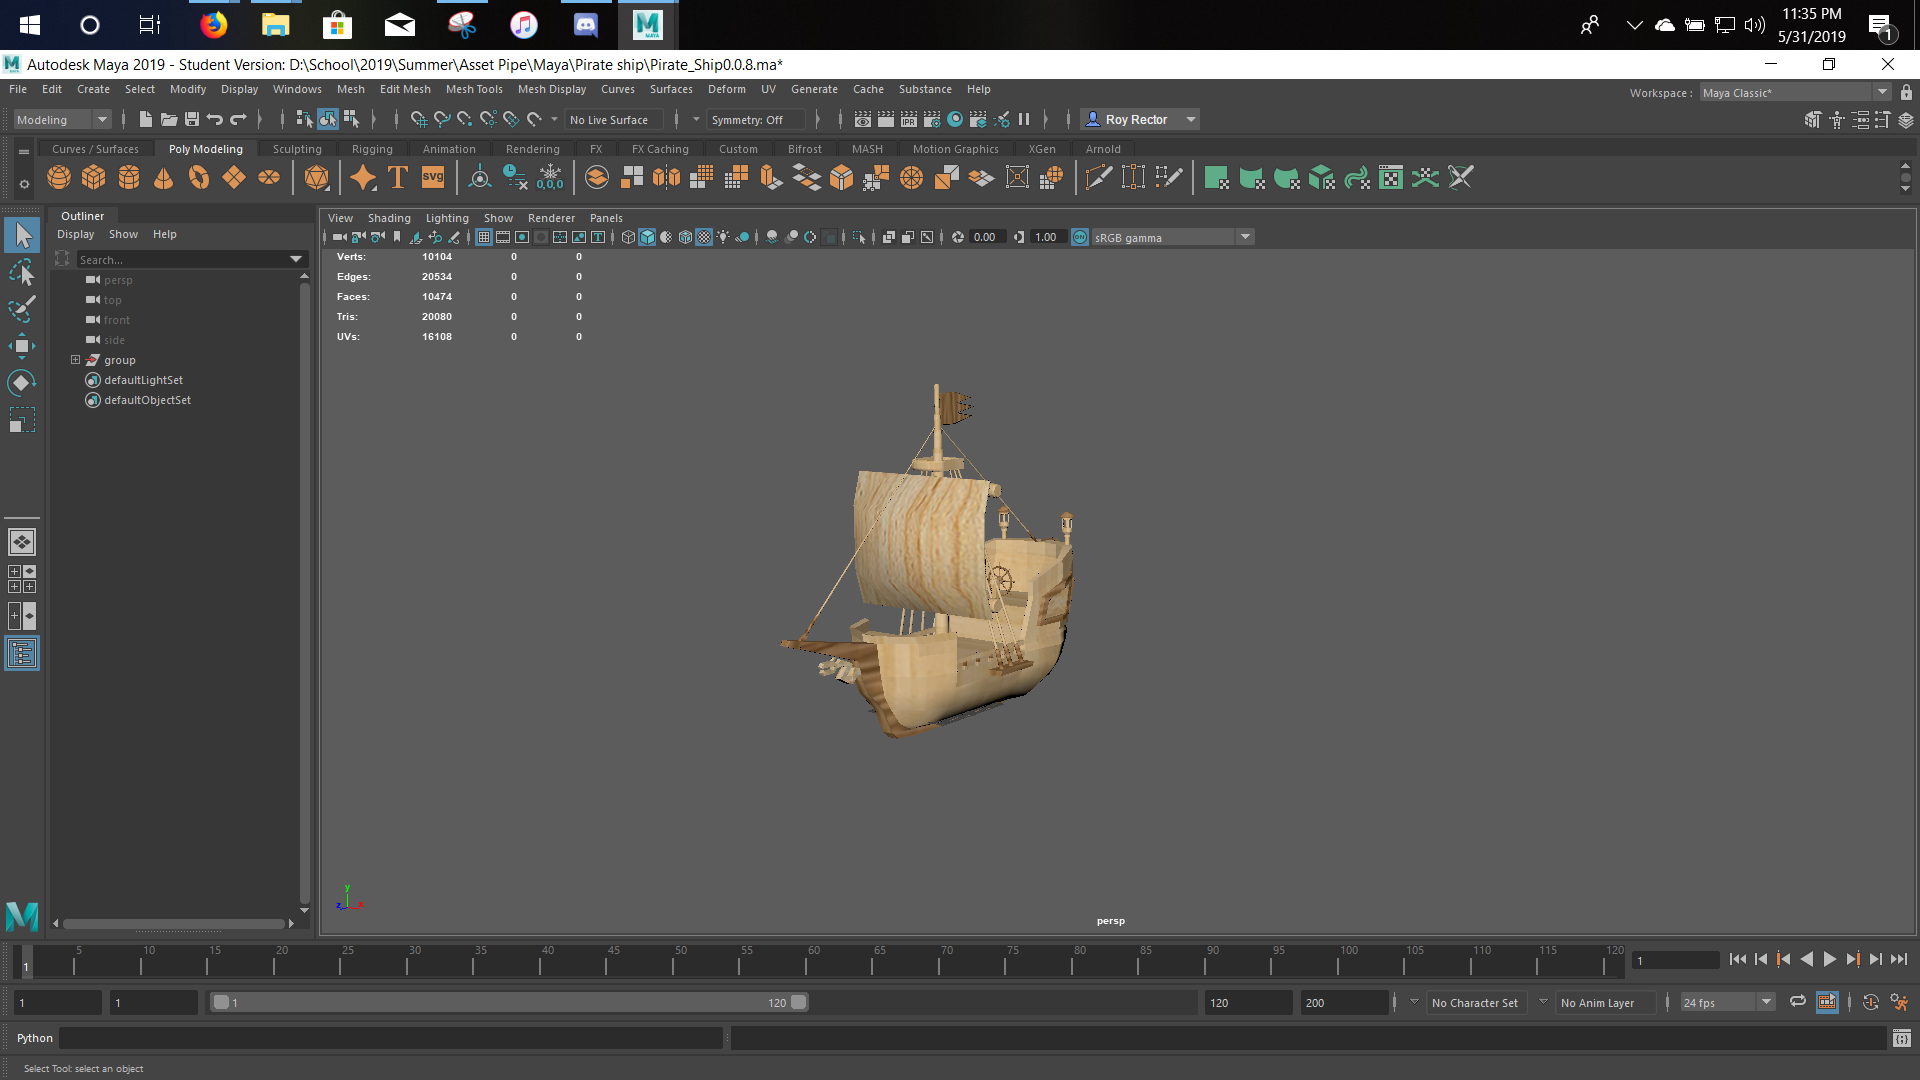 11:35 PM
5/31/2019
1
MAYA
Autodesk Maya 2019 - Student Version: D:\School\2019\Summer\Asset Pipe\Maya\Pirate ship\Pirate_Ship0.0.8.ma*
File Edit Create Select Modify Display Windows Mesh Edit Mesh Mesh Tools Mesh Display Curves Surfaces Deform UV Generate Cache Substance Help
Workspace : Maya Classic*
Modeling No Live Surface Symmetry: Off IPR Roy Rector
Curves / Surfaces Poly Modeling Sculpting Rigging Animation Rendering FX FX Caching Custom Bifrost MASH Motion Graphics XGen Arnold
T svg 0,0,0
Outliner
Display Show Help
View Shading Lighting Show Renderer Panels
0.00 1.00 ON sRGB gamma
Search...
persp
top
front
side
group
defaultLightSet
defaultObjectSet
Verts: 10104 0 0
Edges: 20534 0 0
Faces: 10474 0 0
Tris: 20080 0 0
UVs: 16108 0 0
y
z x
persp
1 5 10 15 20 25 30 35 40 45 50 55 60 65 70 75 80 85 90 95 100 105 110 115 120 1
1 1 1 120 120 200 No Character Set No Anim Layer 24 fps
Python
Select Tool: select an object